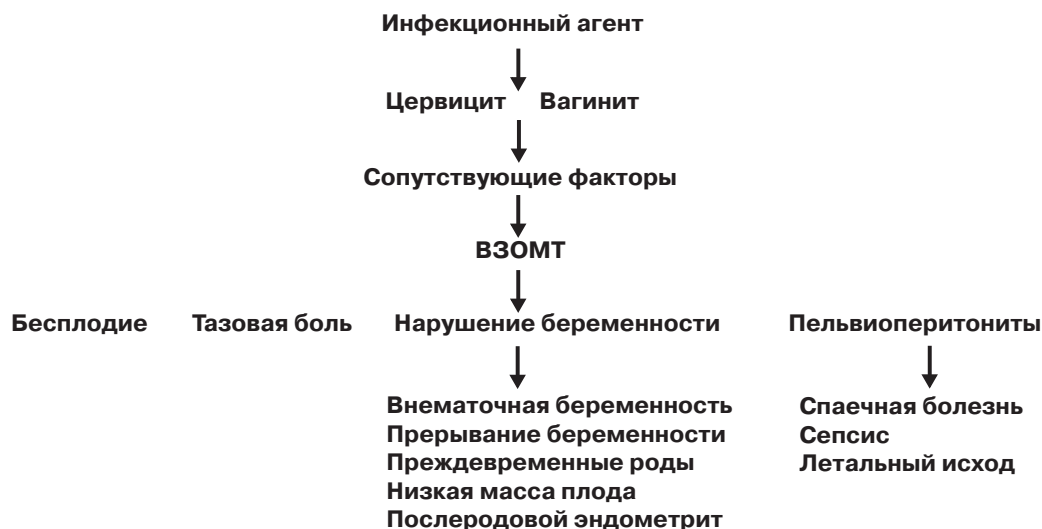 Инфекционный агент
Цервицит Вагинит
Сопутствующие факторы
ВЗОМТ
Бесплодие Тазовая боль Нарушение беременности Пельвиоперитониты
Внематочная беременность
Прерывание беременности
Преждевременные роды
Низкая масса плода
Послеродовой эндометрит
Спаечная болезнь
Сепсис
Летальный исход